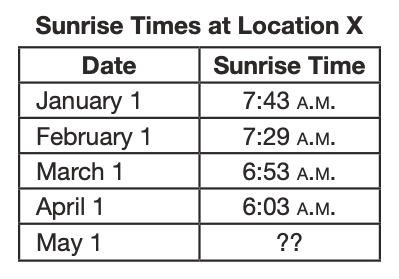 Sunrise Times at Location X
Date Sunrise Time
January 1 7:43 A.M.
February 1 7:29 A.M.
March 1 6:53 A.M.
April 1 6:03 A.M.
May 1 ??